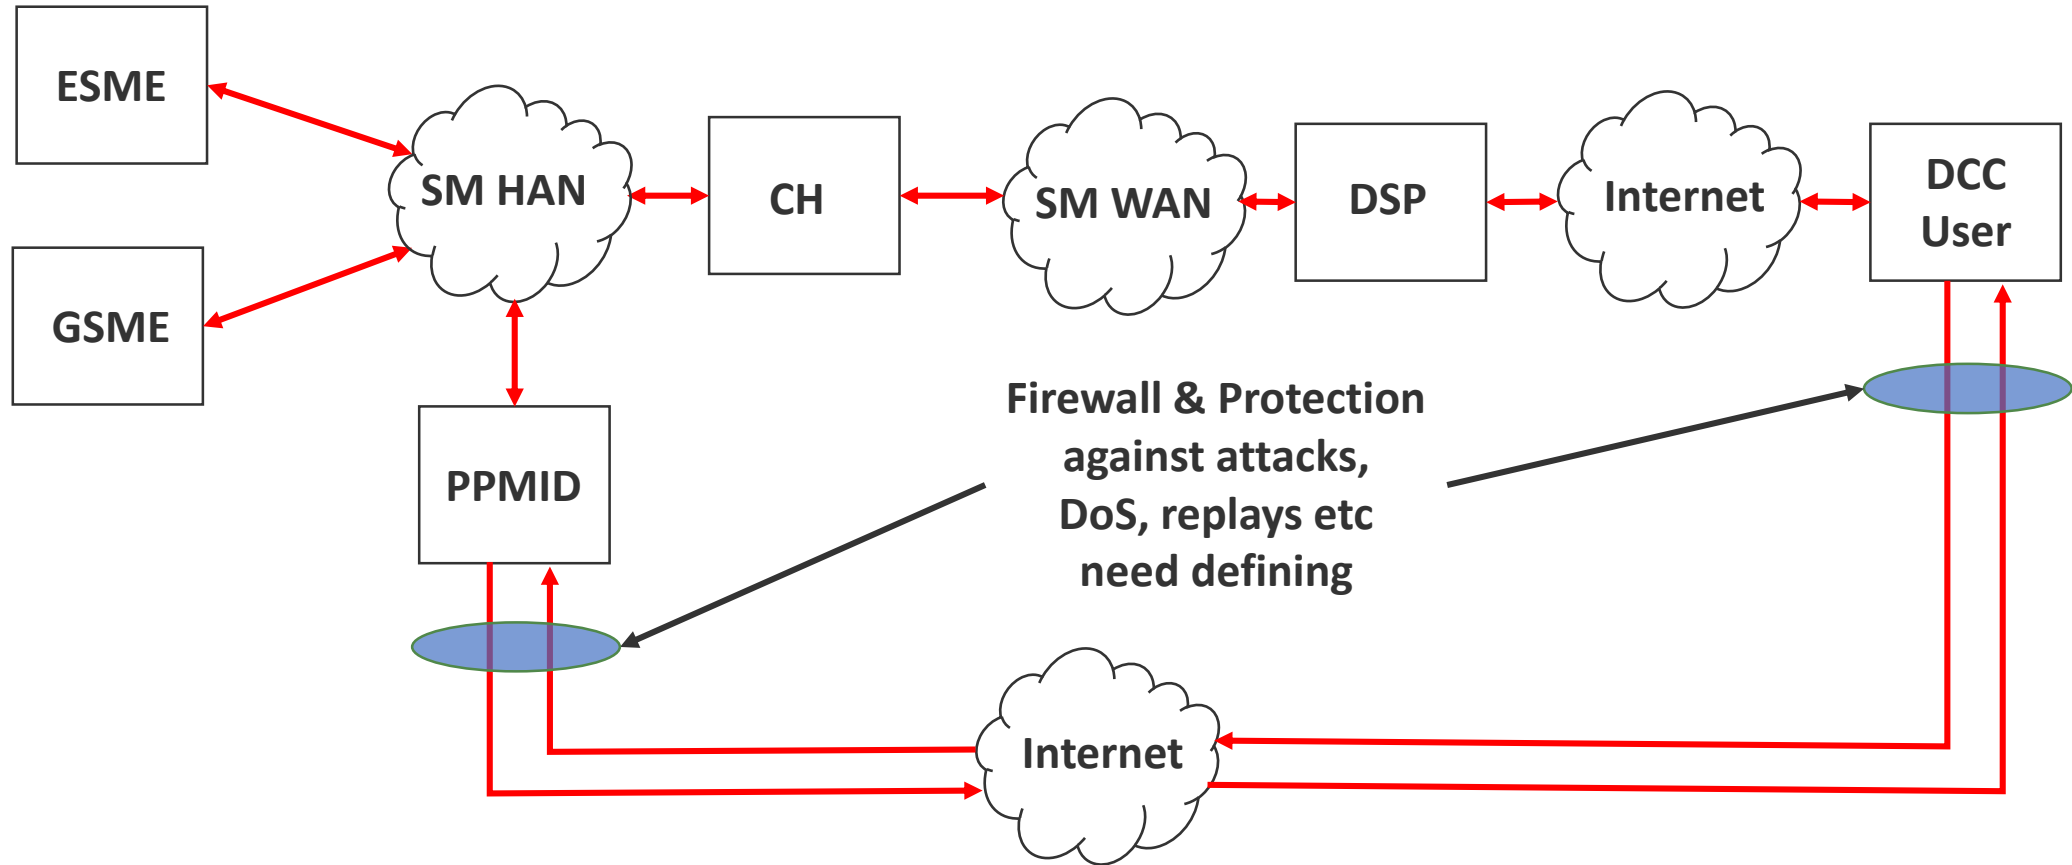 ESME
SM HAN
CH
SM WAN
DSP
Internet
DCC
User
GSME
PPMID
Firewall & Protection
against attacks,
DoS, replays etc
need defining
Internet